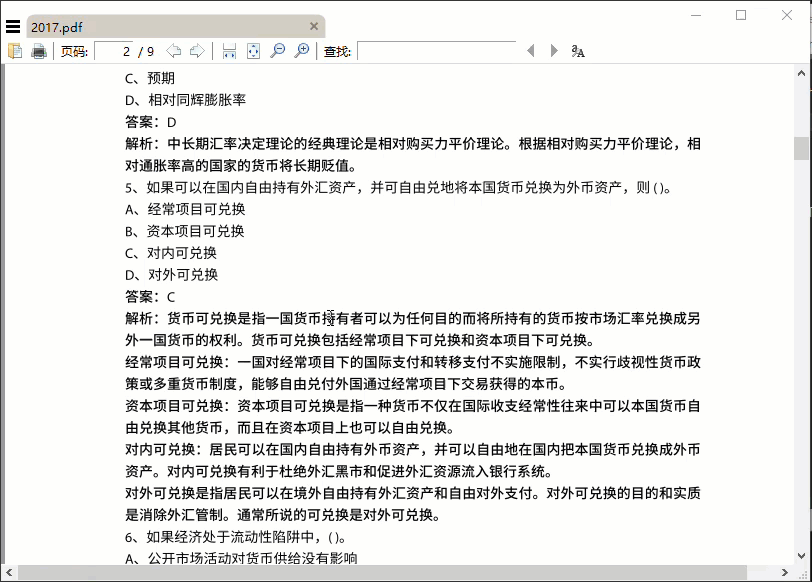 2017.pdf
页码: 2 / 9 查找:
C、预期
D、相对同辉膨胀率
答案：D
解析：中长期汇率决定理论的经典理论是相对购买力平价理论。根据相对购买力平价理论，相
对通胀率高的国家的货币将长期贬值。
5、如果可以在国内自由持有外汇资产，并可自由兑地将本国货币兑换为外币资产，则 ( )。
A、经常项目可兑换
B、资本项目可兑换
C、对内可兑换
D、对外可兑换
答案：C
解析：货币可兑换是指一国货币持有者可以为任何目的而将所持有的货币按市场汇率兑换成另
外一国货币的权利。货币可兑换包括经常项目下可兑换和资本项目下可兑换。
经常项目可兑换：一国对经常项目下的国际支付和转移支付不实施限制，不实行歧视性货币政
策或多重货币制度，能够自由兑付外国通过经常项目下交易获得的本币。
资本项目可兑换：资本项目可兑换是指一种货币不仅在国际收支经常性往来中可以本国货币自
由兑换其他货币，而且在资本项目上也可以自由兑换。
对内可兑换：居民可以在国内自由持有外币资产，并可以自由地在国内把本国货币兑换成外币
资产。对内可兑换有利于杜绝外汇黑市和促进外汇资源流入银行系统。
对外可兑换是指居民可以在境外自由持有外汇资产和自由对外支付。对外可兑换的目的和实质
是消除外汇管制。通常所说的可兑换是对外可兑换。
6、如果经济处于流动性陷阱中，( )。
A、公开市场活动对货币供给没有影响